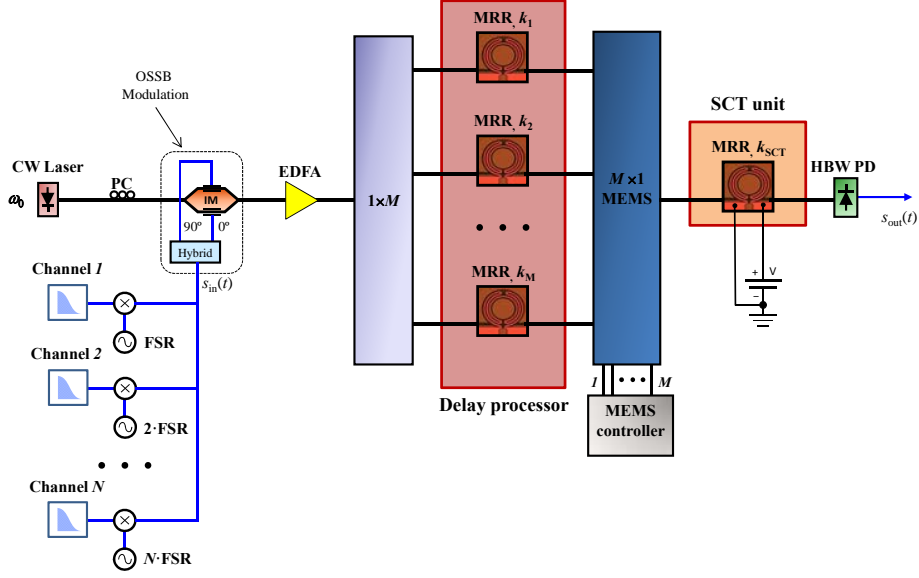 OSSB
Modulation
CW Laser
PC
ω0
IM
90º
0º
Hybrid
sin(t)
EDFA
1×M
MRR, k1
MRR, k2
• • •
MRR, kM
Delay processor
M×1
MEMS
1 • • • M
MEMS
controller
SCT unit
MRR, kSCT
HBW PD
sout(t)
+ V
−
Channel 1
×
FSR
Channel 2
×
2·FSR
• • •
Channel N
×
N·FSR